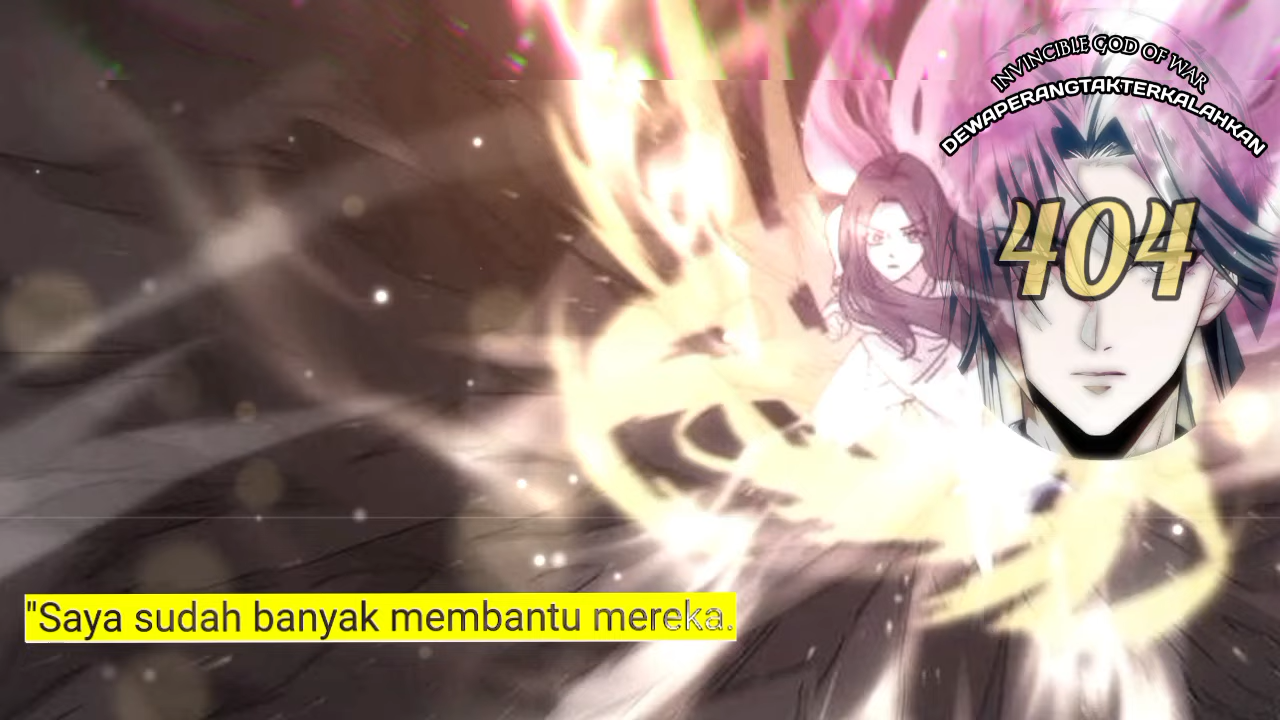 INVINCIBLE GOD OF WAR
DEWAPERANGTAKTERKALAHKAN
404
"Saya sudah banyak membantu mereka.